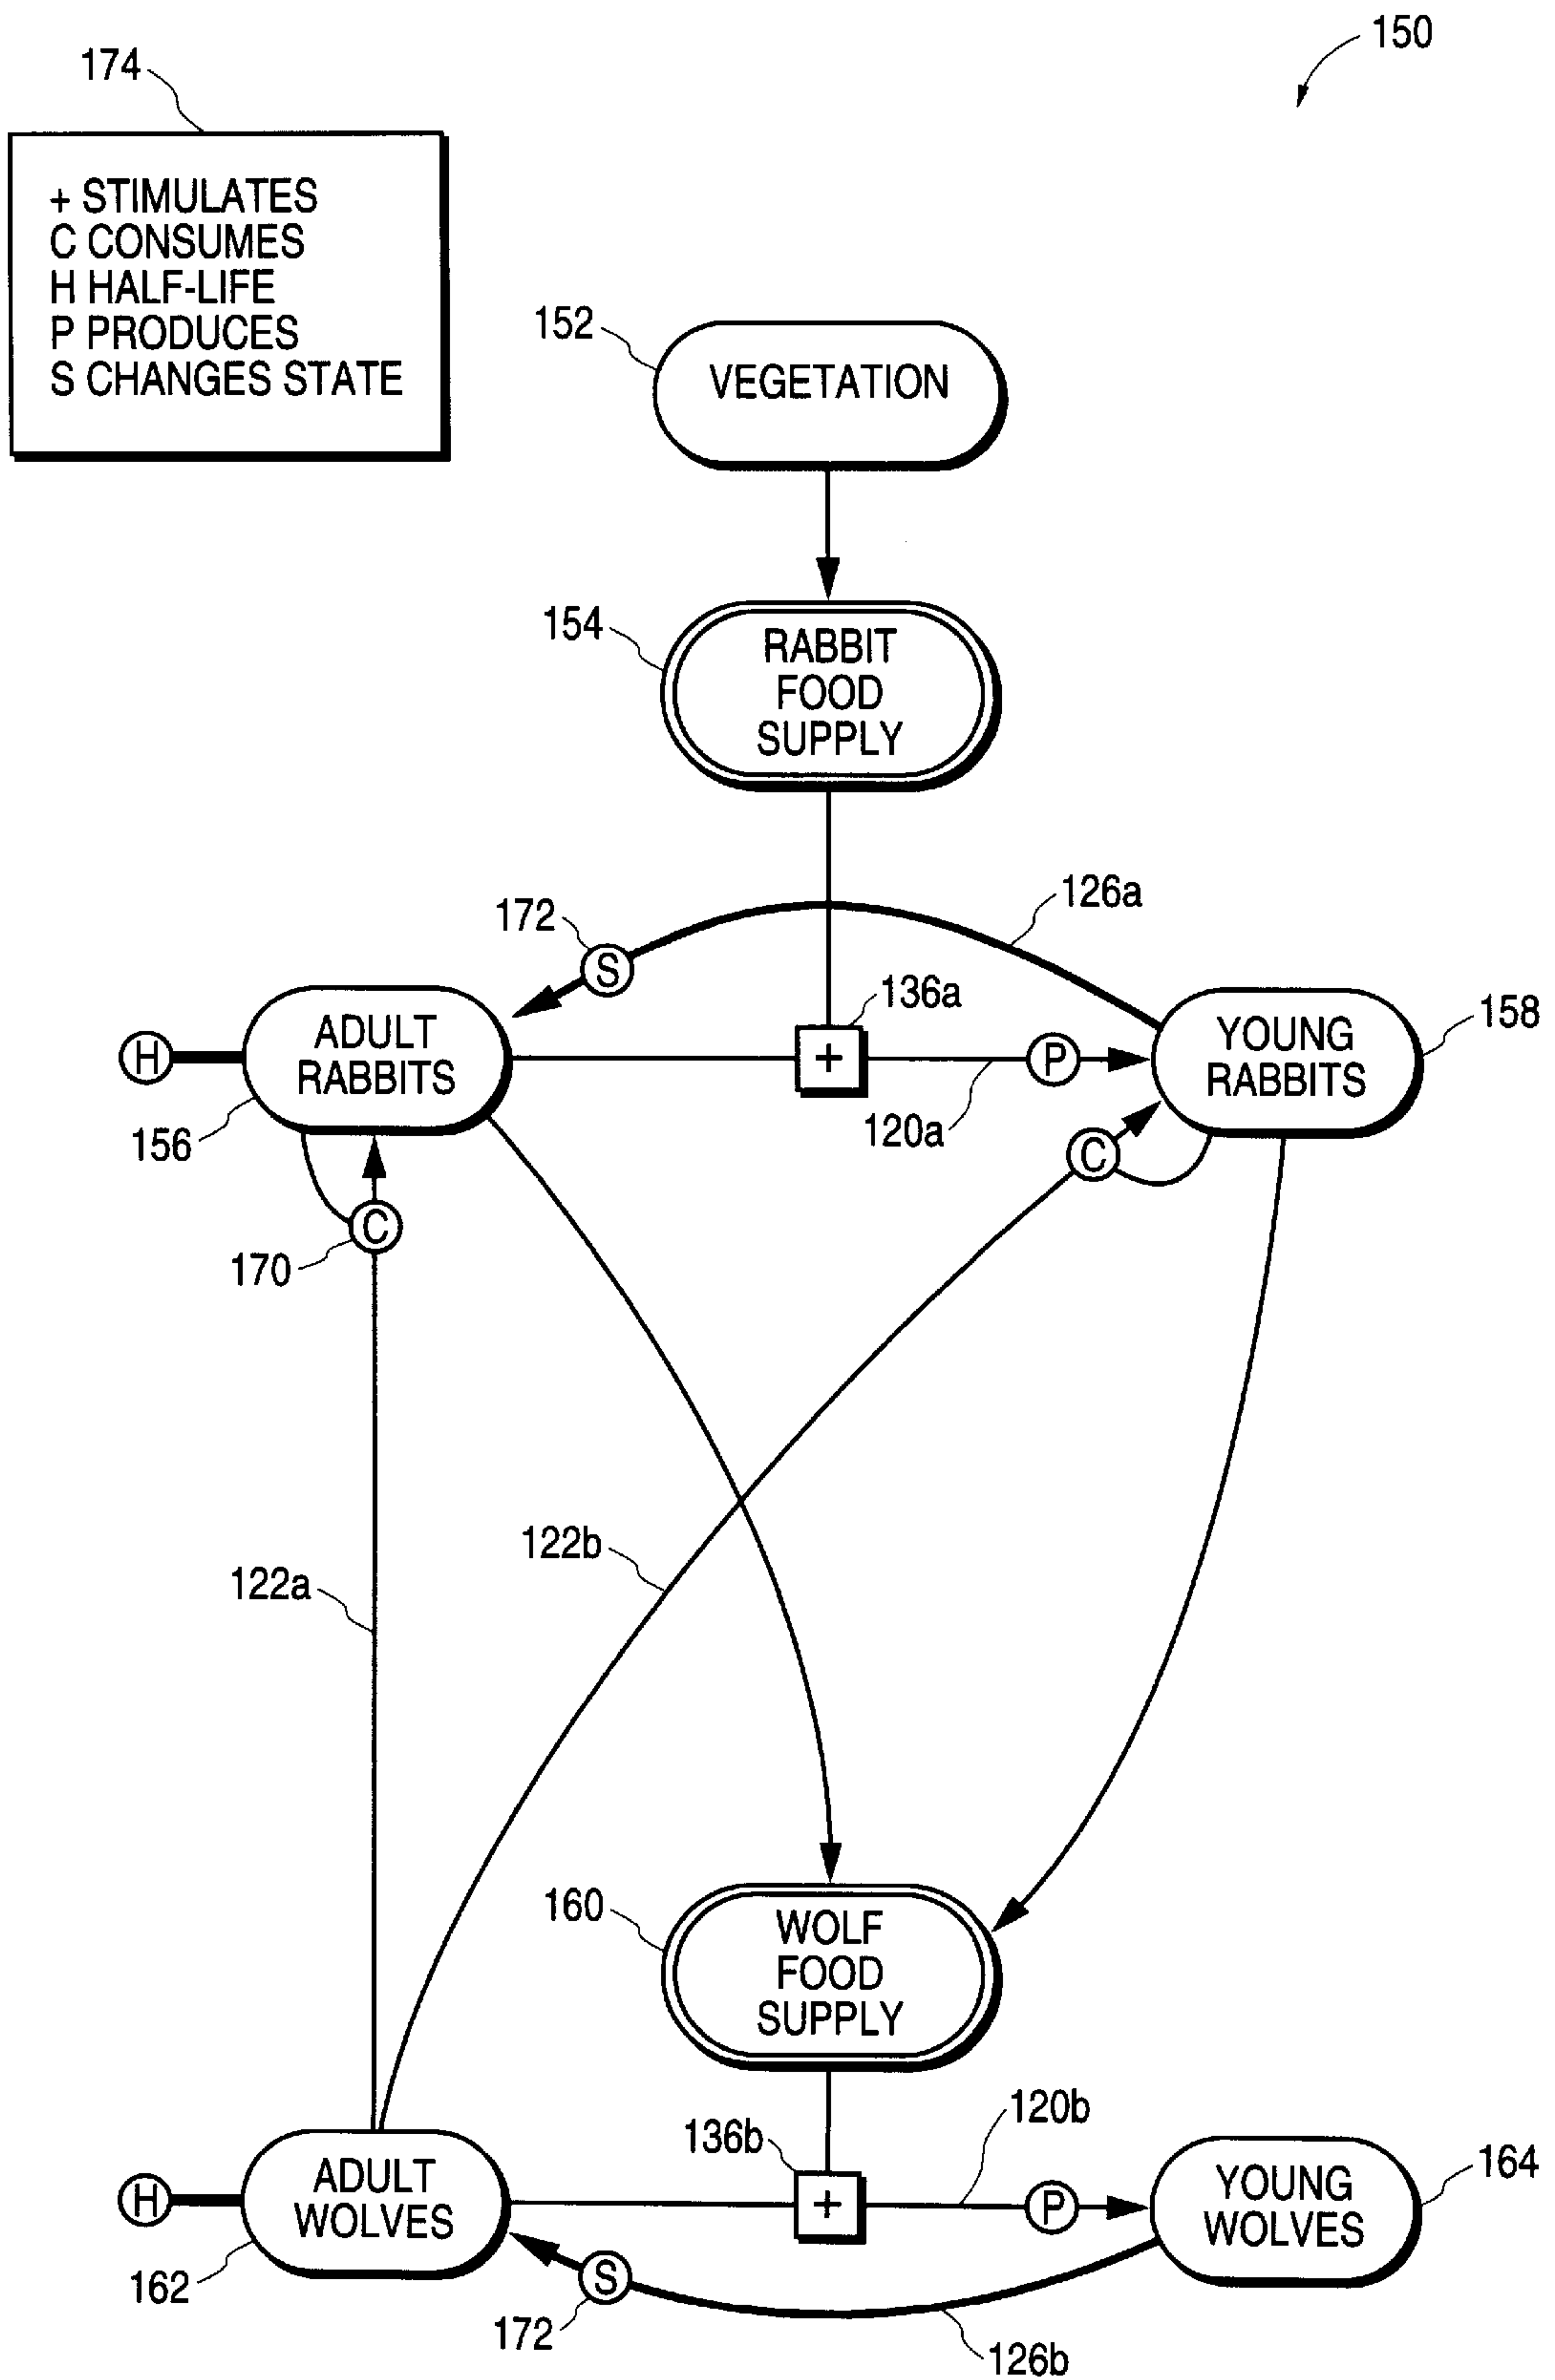 150
174
+ STIMULATES
C CONSUMES
H HALF-LIFE
P PRODUCES
S CHANGES STATE
152
VEGETATION
154
RABBIT
FOOD
SUPPLY
126a
172
S
136a
158
H
ADULT
RABBITS
+
P
YOUNG
RABBITS
156
120a
C
C
170
122b
122a
160
WOLF
FOOD
SUPPLY
120b
136b
164
H
ADULT
WOLVES
+
P
YOUNG
WOLVES
162
S
172
126b